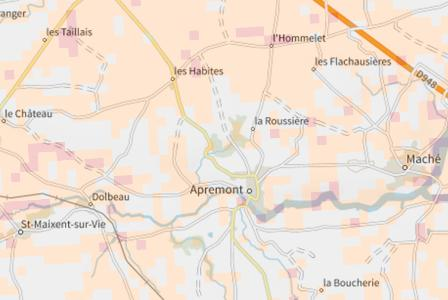 anger
les Taillais
l'Hommelet
les Flachausières
les Habites
D948
le Château
la Roussière
Maché
Apremont
Dolbeau
St-Maixent-sur-Vie
la Boucherie